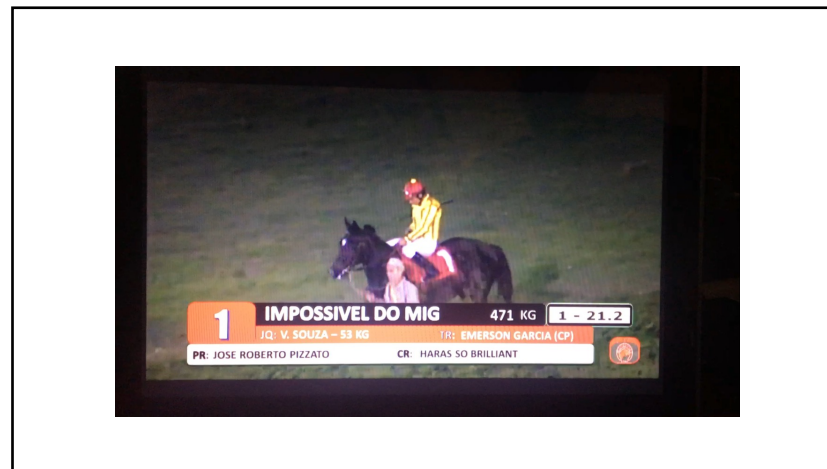 1
IMPOSSIVEL DO MIG 471 KG 1 - 21.2
JQ: V. SOUZA – 53 KG TR: EMERSON GARCIA (CP)
PR: JOSE ROBERTO PIZZATO CR: HARAS SO BRILLIANT